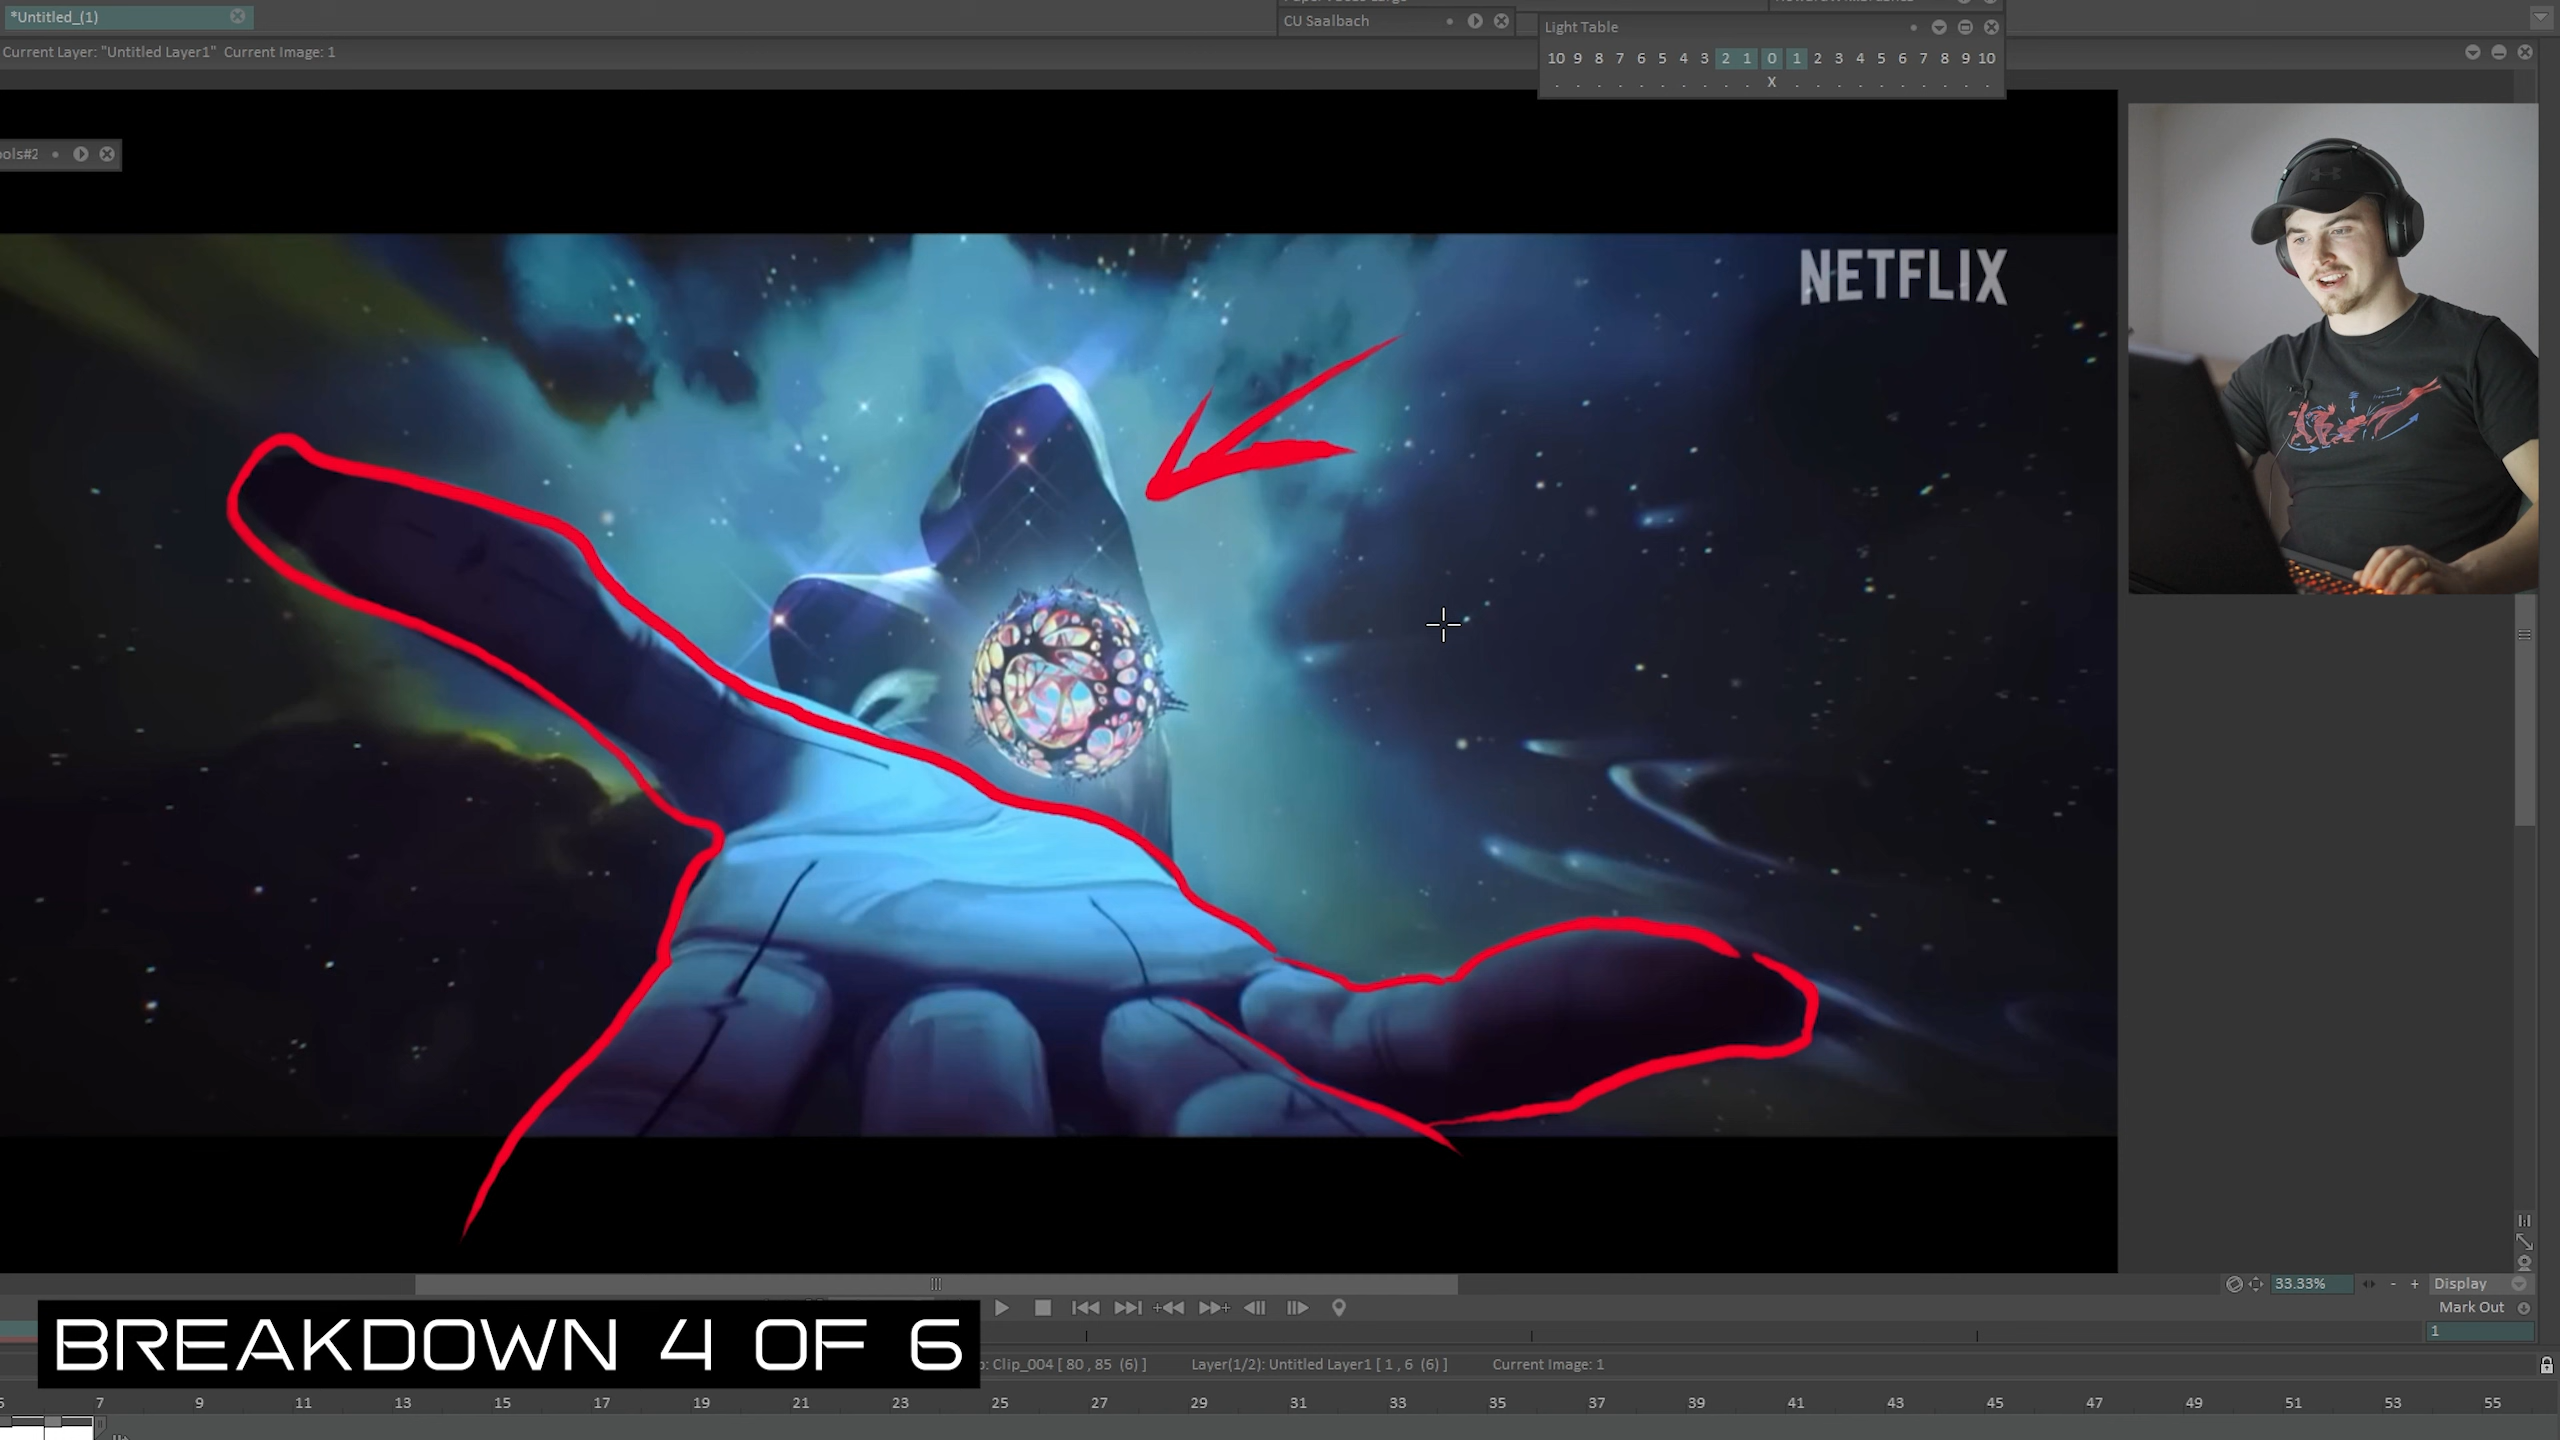 *Untitled_(1)
CU Saalbach
Light Table
Current Layer: "Untitled Layer1" Current Image: 1
10 9 8 7 6 5 4 3 2 1 0 1 2 3 4 5 6 7 8 9 10
X
ools#2
NETFLIX
33.33%
- + Display
Mark Out
1
BREAKDOWN 4 OF 6
: Clip_004 [ 80 , 85 (6) ] Layer(1/2): Untitled Layer1 [ 1 , 6 (6) ] Current Image: 1
7 9 11 13 15 17 19 21 23 25 27 29 31 33 35 37 39 41 43 45 47 49 51 53 55